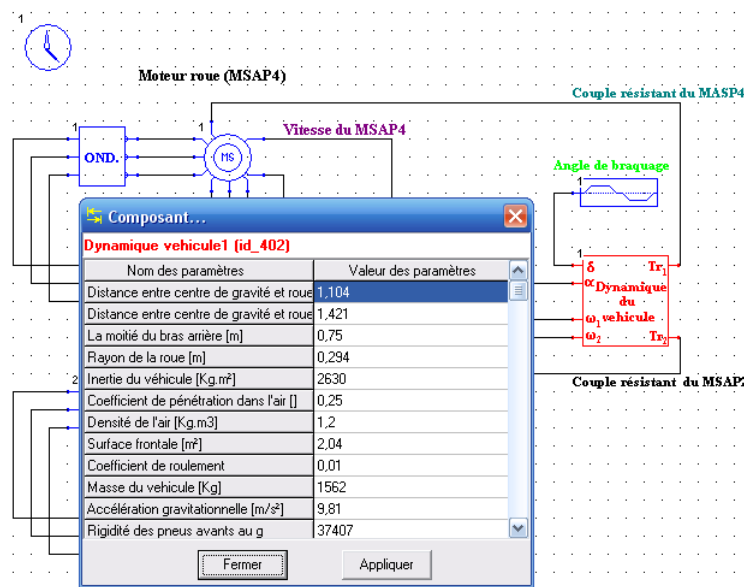 1
Moteur roue (MSAP4)
Couple résistant du MASP4
1
OND.
1
MS
Vitesse du MSAP4
Angle de braquage
1
Composant...
Dynamique vehicule1 (id_402)
Nom des paramètres Valeur des paramètres
Distance entre centre de gravité et roue 1,104
Distance entre centre de gravité et roue 1,421
La moitié du bras arrière [m] 0,75
Rayon de la roue [m] 0,294
Inertie du véhicule [Kg.m²] 2630
Coefficient de pénétration dans l'air [] 0,25
Densité de l'air [Kg.m3] 1,2
Surface frontale [m²] 2,04
Coefficient de roulement 0,01
Masse du vehicule [Kg] 1562
Accélération gravitationnelle [m/s²] 9,81
Rigidité des pneus avants au g 37407
Fermer Appliquer
1
δ Tr1
α Dynamique
du
ω1 vehicule
ω2 Tr2
Couple résistant du MSAP2
2